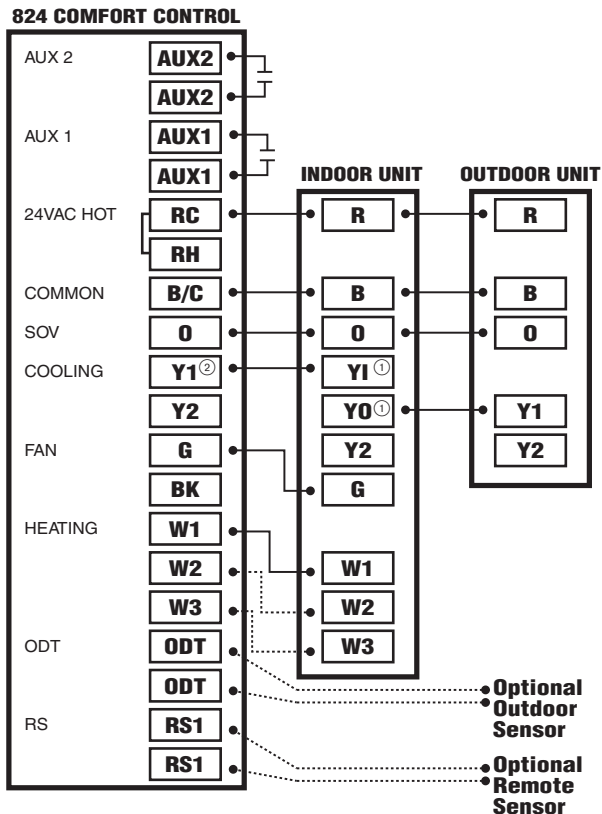 824 COMFORT CONTROL
AUX 2 AUX2
AUX2
AUX 1 AUX1
AUX1
INDOOR UNIT OUTDOOR UNIT
24VAC HOT RC R R
RH
COMMON B/C B B
SOV O O O
COOLING Y1② YI①
Y2 YO① Y1
FAN G Y2 Y2
BK G
HEATING W1
W2 W1
W3 W2
ODT ODT W3
ODT
Optional
Outdoor
Sensor
RS RS1
RS1
Optional
Remote
Sensor